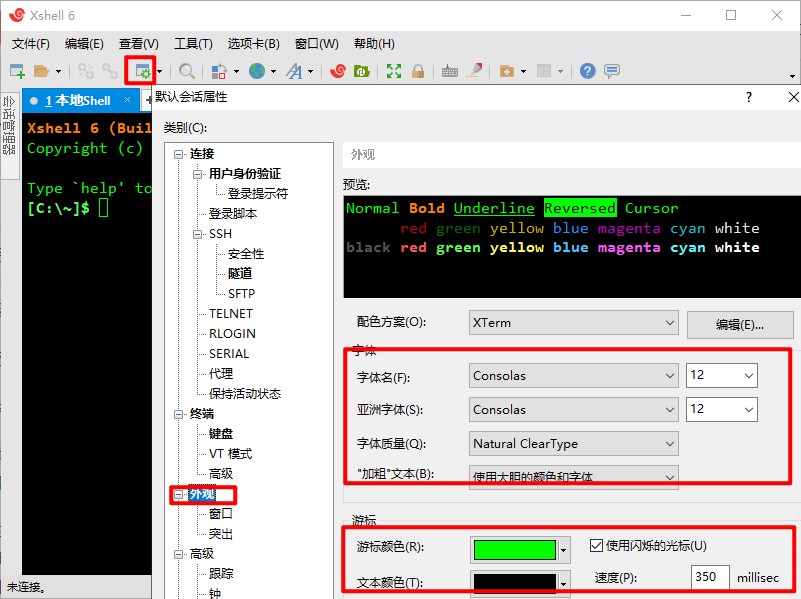 Xshell 6
文件(F) 编辑(E) 查看(V) 工具(T) 选项卡(B) 窗口(W) 帮助(H)
会话管理器
1 本地Shell × +
Xshell 6 (Buil
Copyright (c)
Type `help' to
[C:\~]$
未连接。
默认会话属性 ? ×
类别(C):
连接
用户身份验证
登录提示符
登录脚本
SSH
安全性
隧道
SFTP
TELNET
RLOGIN
SERIAL
代理
保持活动状态
终端
键盘
VT 模式
高级
外观
窗口
突出
高级
跟踪
钟
外观
预览:
Normal Bold Underline Reversed Cursor
red green yellow blue magenta cyan white
black red green yellow blue magenta cyan white
配色方案(O): XTerm 编辑(E)...
字体
字体名(F): Consolas 12
亚洲字体(S): Consolas 12
字体质量(Q): Natural ClearType
"加粗"文本(B): 使用大胆的颜色和字体
游标
游标颜色(R): 使用闪烁的光标(U)
文本颜色(T): 速度(P): 350 millisec